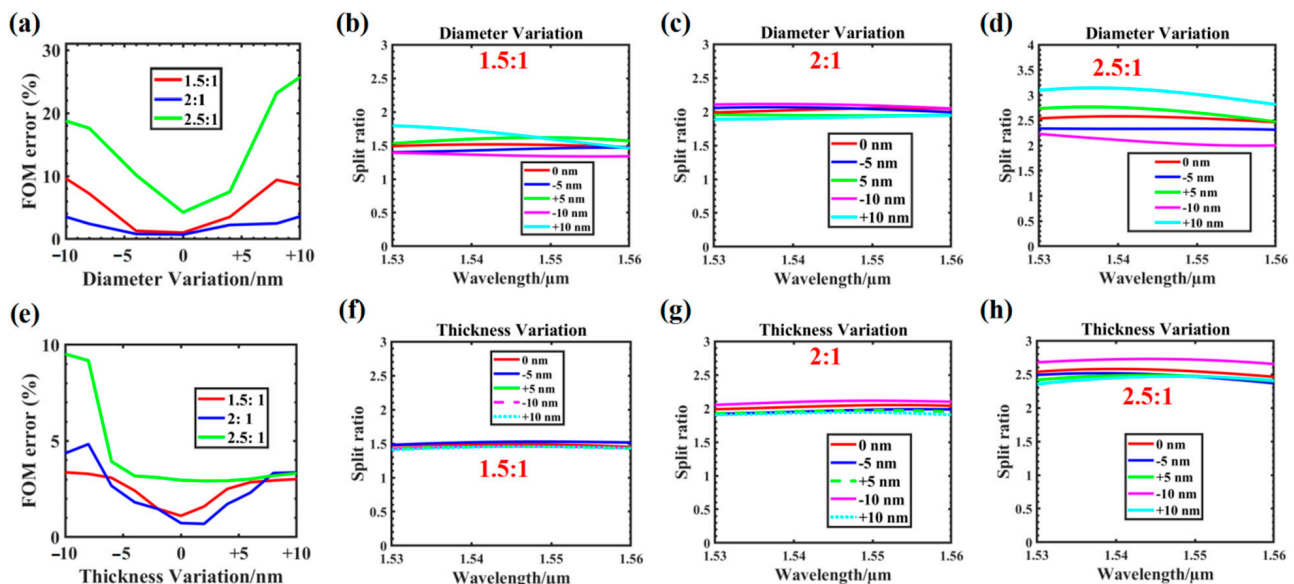 (a)
FOM error (%)
30
20
10
0
1.5:1
2:1
2.5:1
−10
−5
0
+5
+10
Diameter Variation/nm
(b)
Diameter Variation
1.5:1
Split ratio
3
2.5
2
1.5
1
0.5
0
0 nm
-5 nm
+5 nm
-10 nm
+10 nm
1.53
1.54
1.55
1.56
Wavelength/µm
(c)
Diameter Variation
2:1
Split ratio
3
2.5
2
1.5
1
0.5
0
0 nm
-5 nm
5 nm
-10 nm
+10 nm
1.53
1.54
1.55
1.56
Wavelength/µm
(d)
Diameter Variation
2.5:1
Split ratio
4
3.5
3
2.5
2
1.5
1
0.5
0
0 nm
-5 nm
+5 nm
-10 nm
+10 nm
1.53
1.54
1.55
1.56
Wavelength/µm
(e)
FOM error (%)
10
5
0
1.5: 1
2: 1
2.5: 1
−10
−5
0
+5
+10
Thickness Variation/nm
(f)
Thickness Variation
Split ratio
3
2.5
2
1.5
1
0.5
0
0 nm
-5 nm
+5 nm
-10 nm
+10 nm
1.5:1
1.53
1.54
1.55
1.56
Wavelength/µm
(g)
Thickness Variation
2:1
Split ratio
3
2.5
2
1.5
1
0.5
0
0 nm
-5 nm
+5 nm
-10 nm
+10 nm
1.53
1.54
1.55
1.56
Wavelength/µm
(h)
Thickness Variation
Split ratio
3
2.5
2
1.5
1
0.5
0
2.5:1
0 nm
-5 nm
+5 nm
-10 nm
+10 nm
1.53
1.54
1.55
1.56
Wavelength/µm